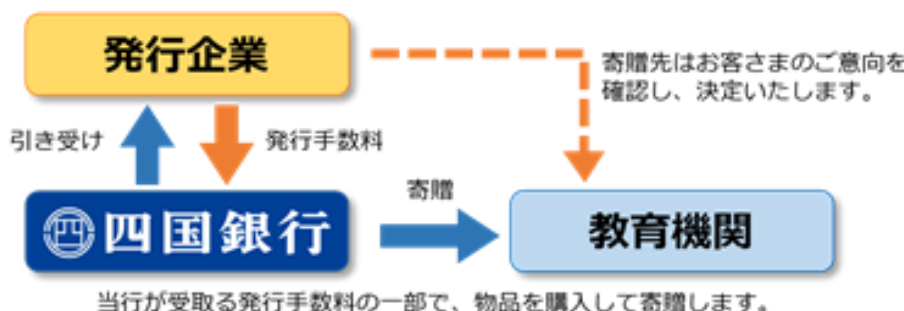 発行企業
寄贈先はお客さまのご意向を
確認し、決定いたします。
引き受け
発行手数料
四国銀行
寄贈
教育機関
当行が受取る発行手数料の一部で、物品を購入して寄贈します。